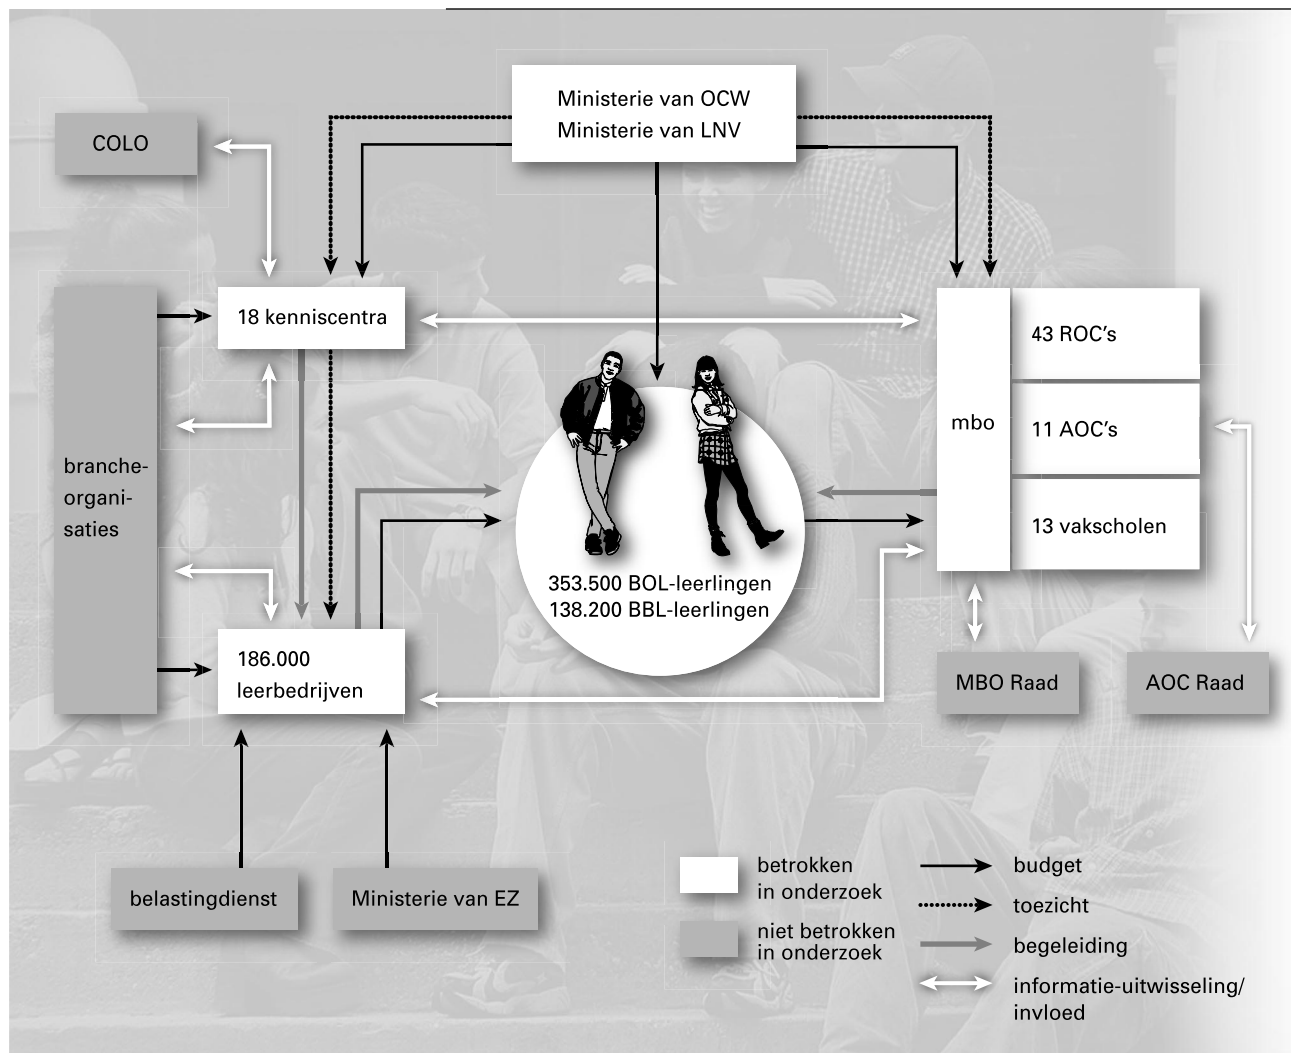 Ministerie van OCW
Ministerie van LNV
COLO
18 kenniscentra
43 ROC's
mbo
11 AOC's
13 vakscholen
branche-
organi-
saties
353.500 BOL-leerlingen
138.200 BBL-leerlingen
186.000
leerbedrijven
MBO Raad
AOC Raad
belastingdienst
Ministerie van EZ
betrokken
in onderzoek
niet betrokken
in onderzoek
budget
toezicht
begeleiding
informatie-uitwisseling/
invloed